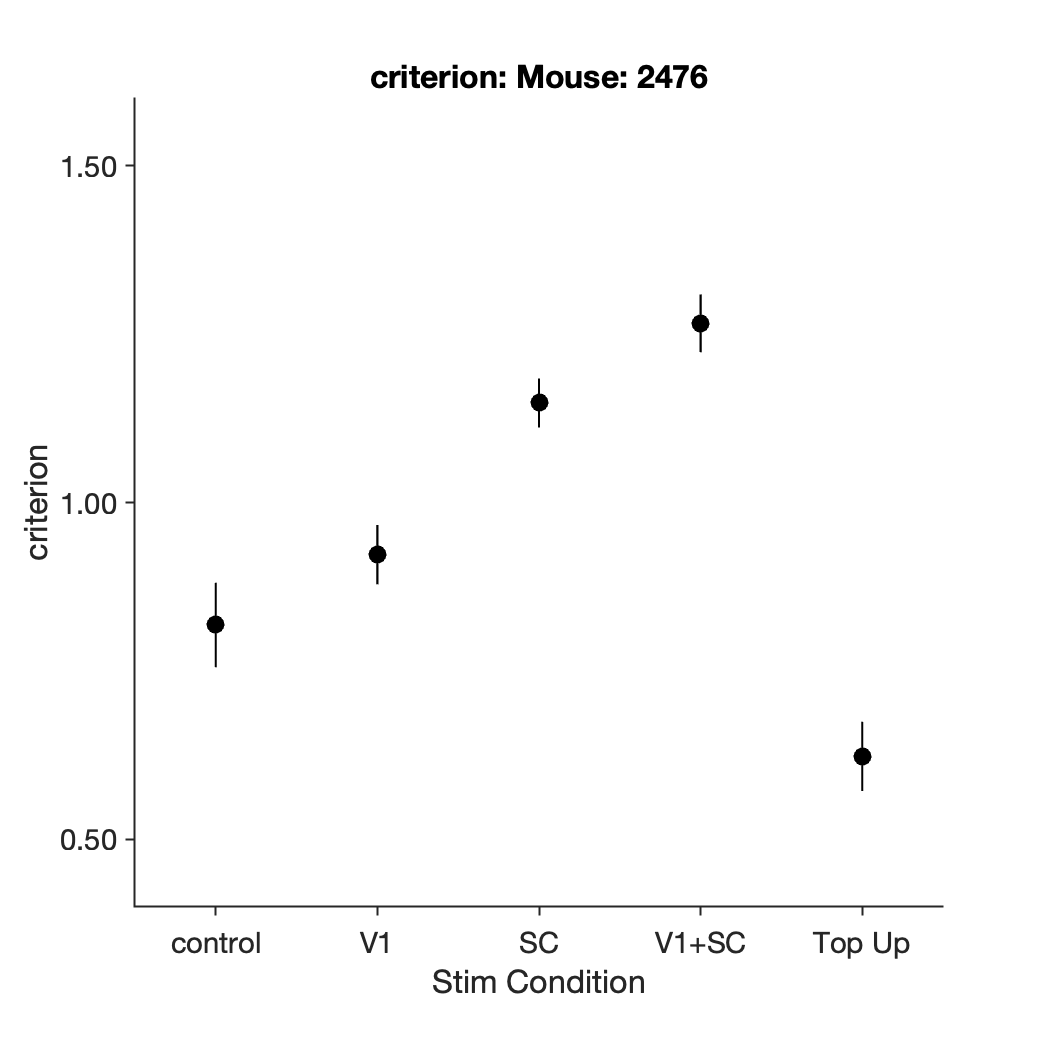 criterion: Mouse: 2476
criterion
1.50
1.00
0.50
control V1 SC V1+SC Top Up
Stim Condition